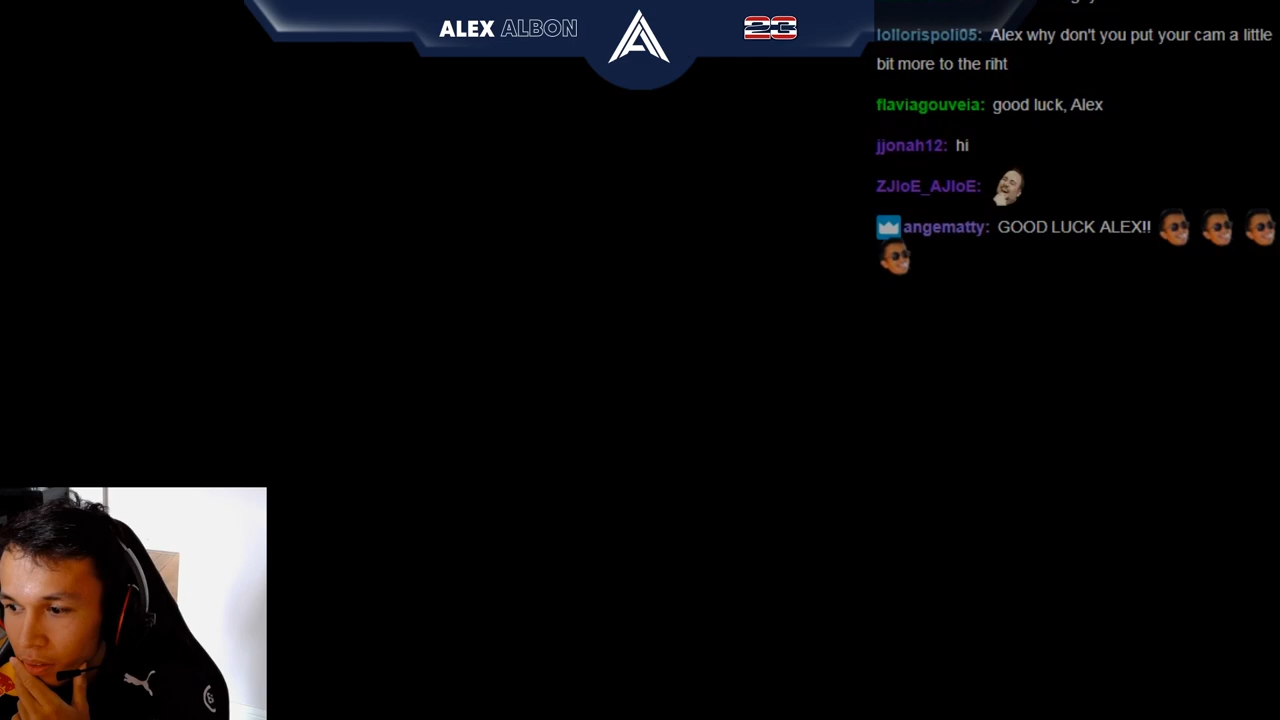 ALEX ALBON
23
lollorispoli05: Alex why don't you put your cam a little
bit more to the riht
flaviagouveia: good luck, Alex
jjonah12: hi
ZJloE_AJloE:
angematty: GOOD LUCK ALEX!!